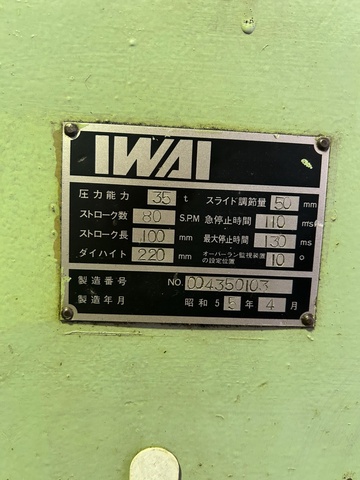 IWAI
圧力能力 35 t スライド調節量 50 mm
ストローク数 80 S.P.M 急停止時間 110 ms
ストローク長 100 mm 最大停止時間 130 ms
ダイハイト 220 mm オーバーラン監視装置の設定位置 10 °
製造番号 NO. 004350103
製造年月 昭和 55 年 4 月